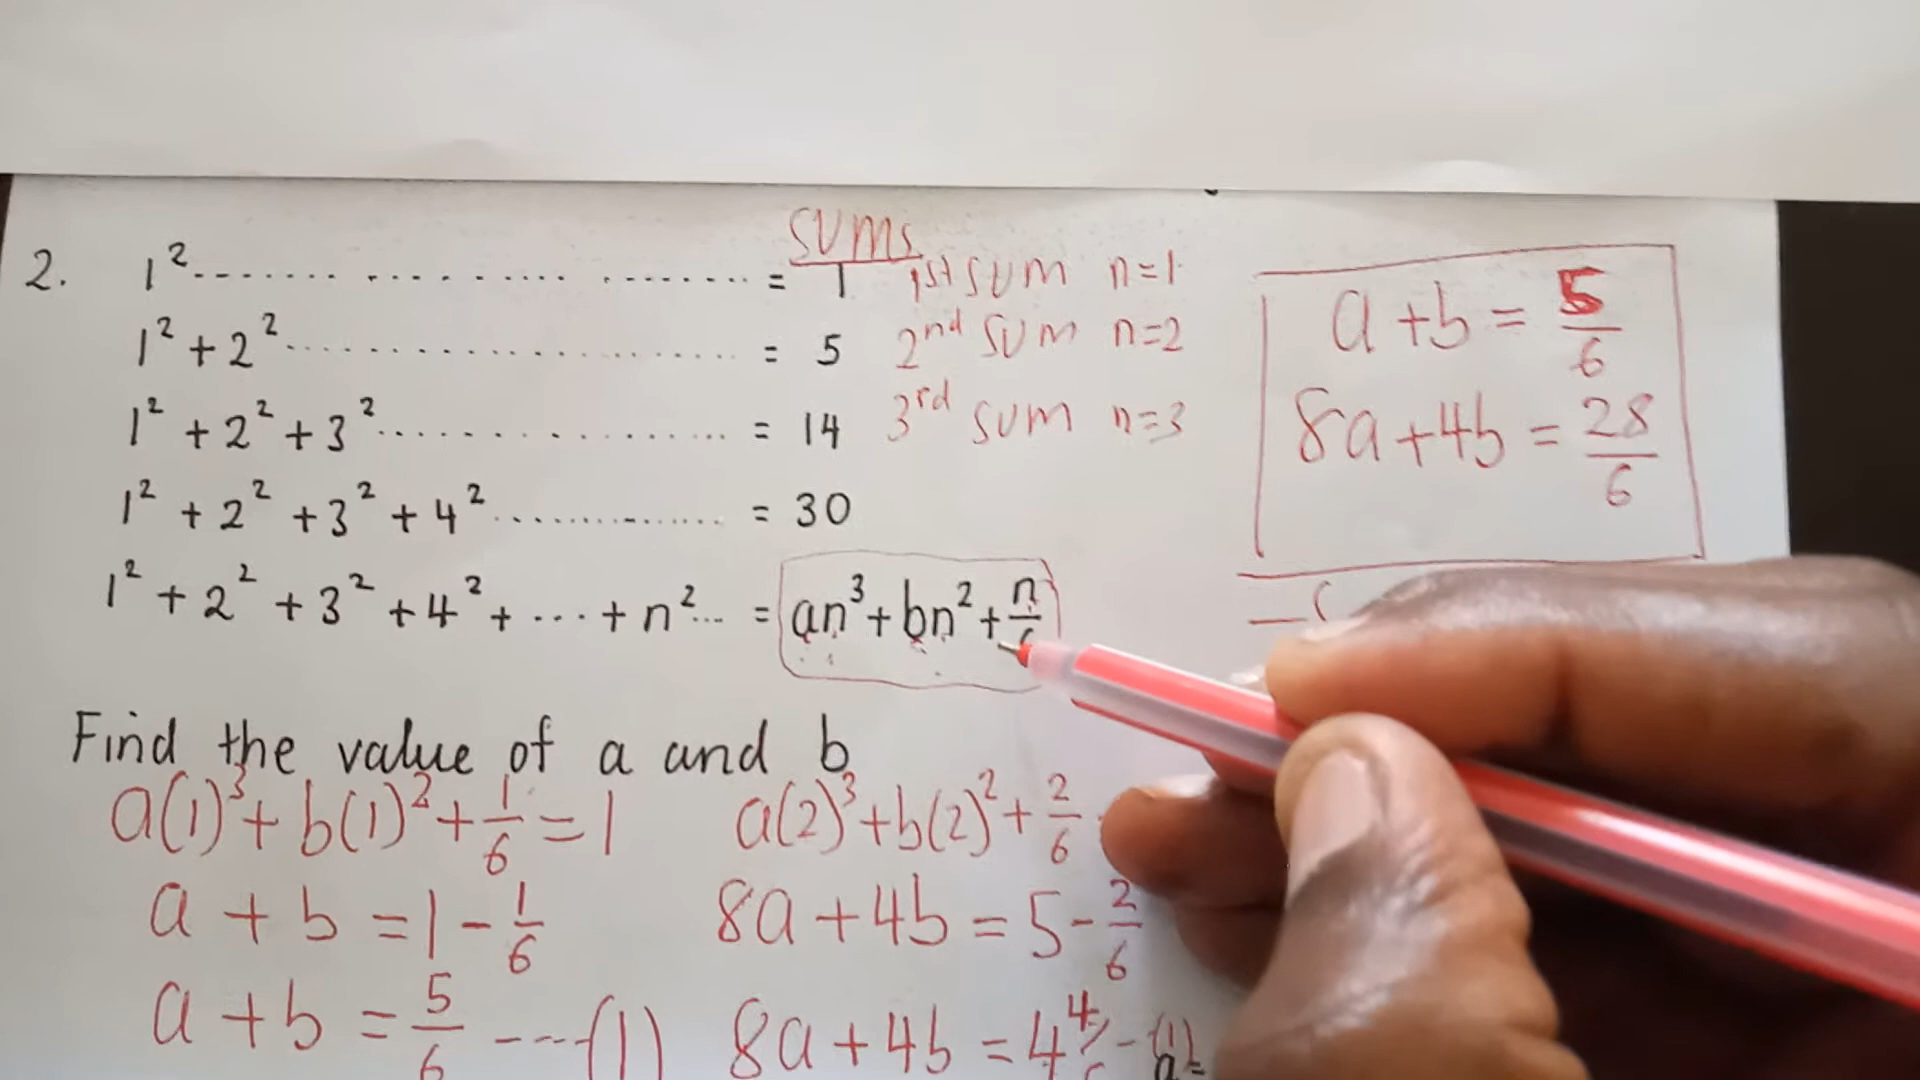 SUMS
2. 1² - - - - - - - - - - - - - - = 1 1st SUM n=1
1² + 2² - - - - - - - - - - - - = 5 2nd SUM n=2
1² + 2² + 3² - - - - - - - - - - = 14 3rd SUM n=3
1² + 2² + 3² + 4² - - - - - - - - = 30
1² + 2² + 3² + 4² + ... + n² ... = an³ + bn² + n/6
a + b = 5/6
8a + 4b = 28/6
Find the value of a and b
a(1)³ + b(1)² + 1/6 = 1
a + b = 1 - 1/6
a + b = 5/6 ---(1)
a(2)³ + b(2)² + 2/6
8a + 4b = 5 - 2/6
8a + 4b = 4 4/